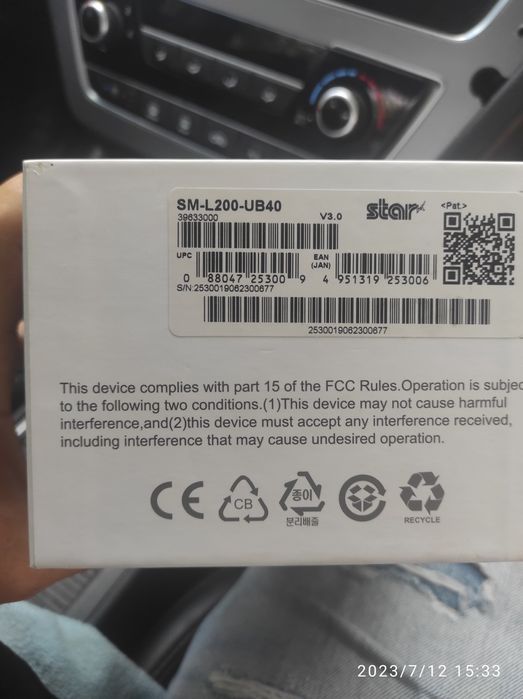 SM-L200-UB40
39633000
V3.0
star
<Pat.>
UPC
0 88047 25300 9
EAN
(JAN)
4 951319 253006
S/N:2530019062300677
2530019062300677
This device complies with part 15 of the FCC Rules.Operation is subjec
to the following two conditions.(1)This device may not cause harmful
interference,and(2)this device must accept any interference received,
including interference that may cause undesired operation.
CE
CB
종이
분리배출
RECYCLE
2023/7/12 15:33